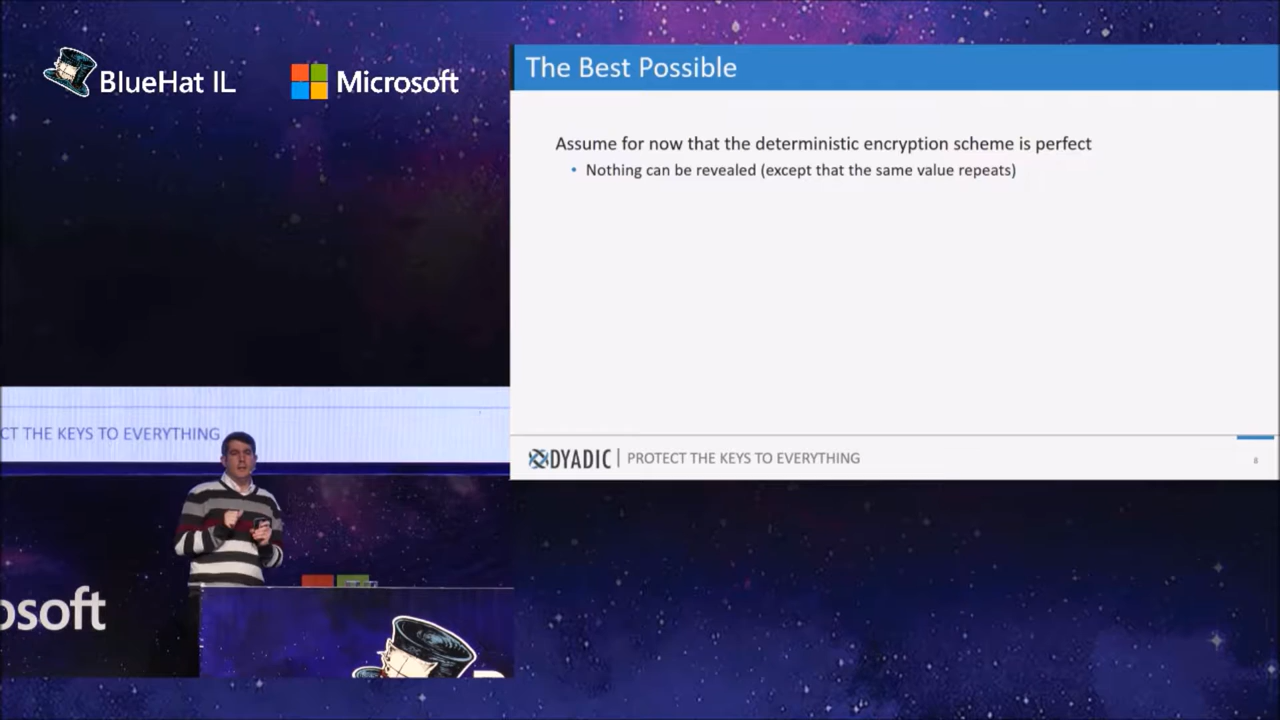 BlueHat IL
Microsoft
The Best Possible
Assume for now that the deterministic encryption scheme is perfect
• Nothing can be revealed (except that the same value repeats)
DYADIC | PROTECT THE KEYS TO EVERYTHING
8
CT THE KEYS TO EVERYTHING
osoft